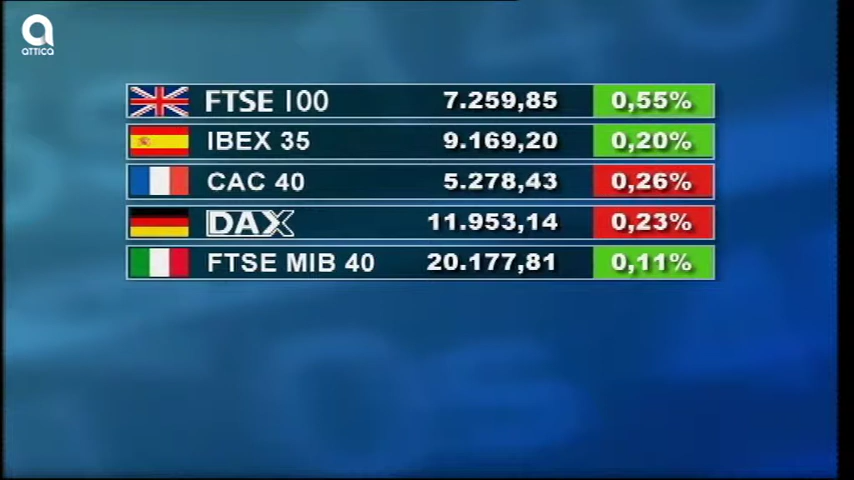 attica
FTSE 100 7.259,85 0,55%
IBEX 35 9.169,20 0,20%
CAC 40 5.278,43 0,26%
DAX 11.953,14 0,23%
FTSE MIB 40 20.177,81 0,11%